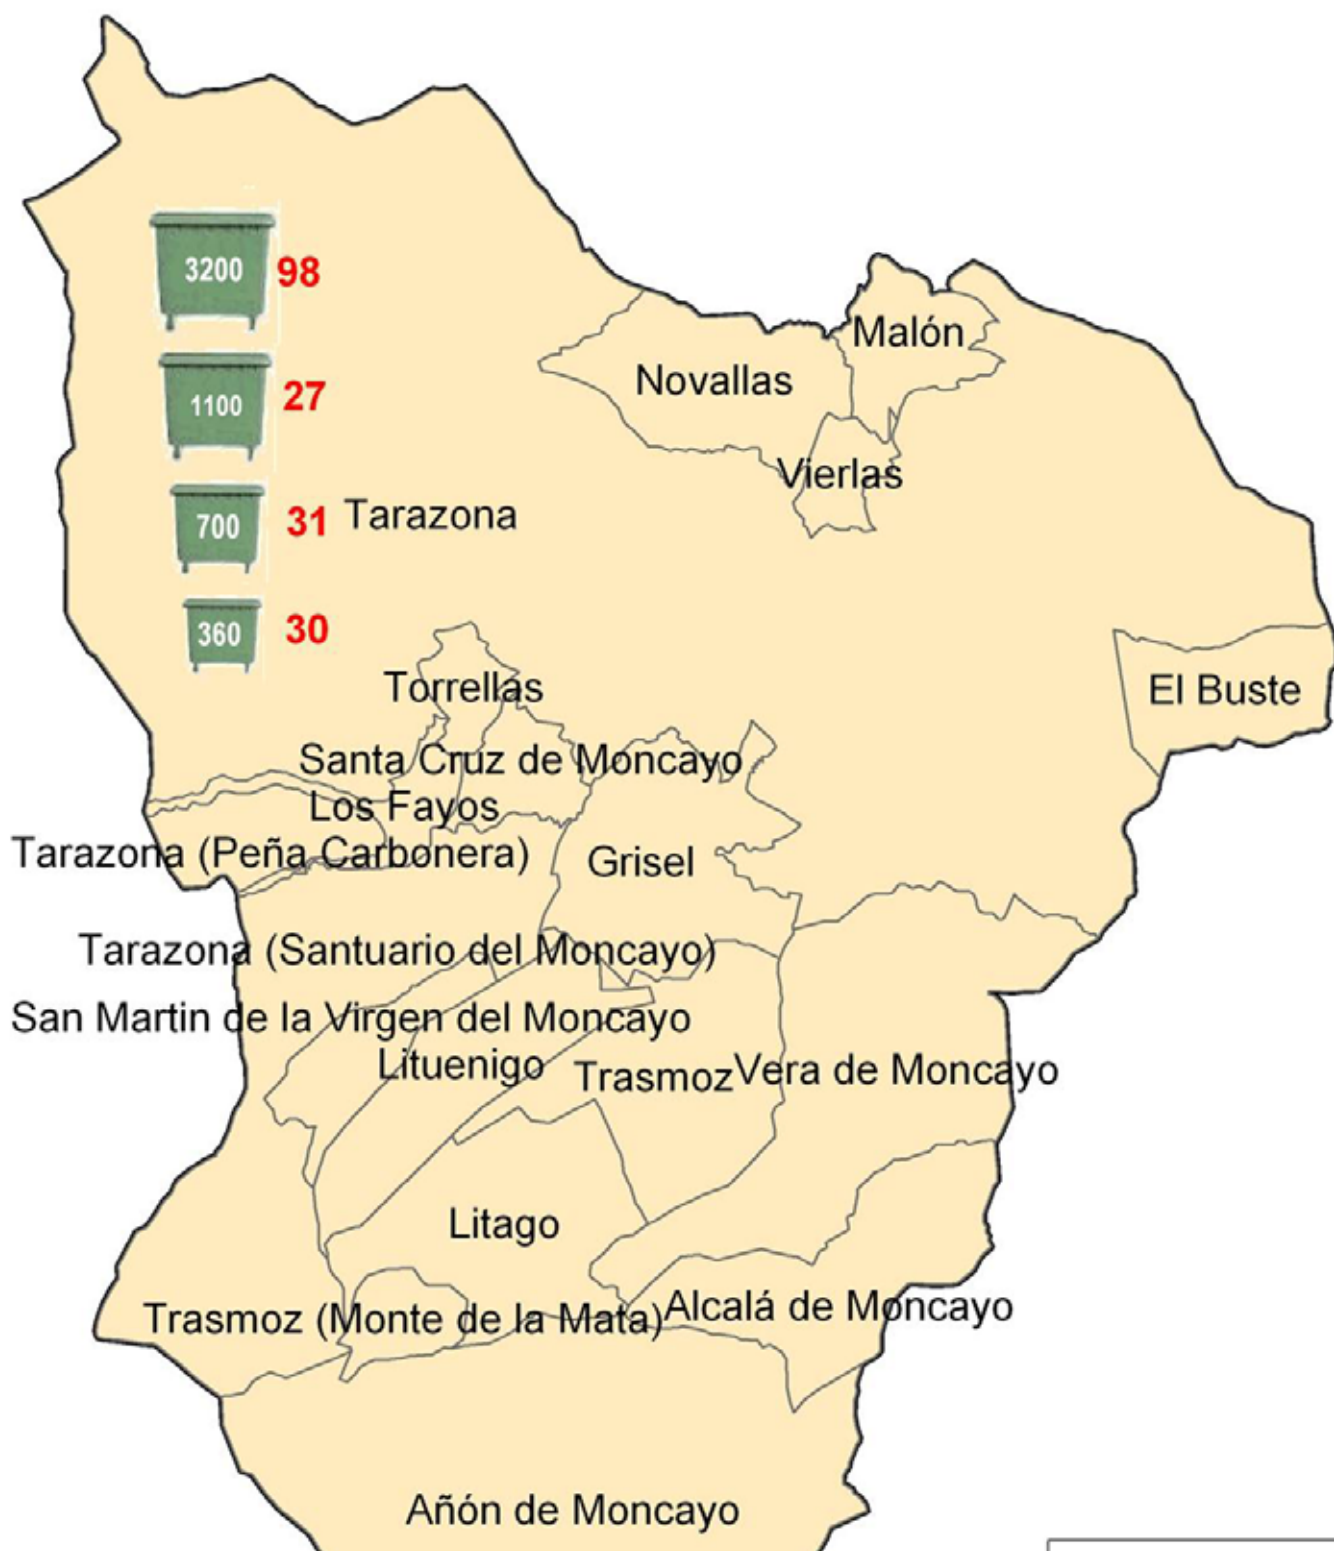 3200 98
Malón
Novallas
1100 27
Vierlas
700 31 Tarazona
360 30
Torrellas
El Buste
Santa Cruz de Moncayo
Los Fayos
Tarazona (Peña Carbonera)
Grisel
Tarazona (Santuario del Moncayo)
San Martin de la Virgen del Moncayo
Lituenigo
Trasmoz
Vera de Moncayo
Litago
Trasmoz (Monte de la Mata)
Alcalá de Moncayo
Añón de Moncayo